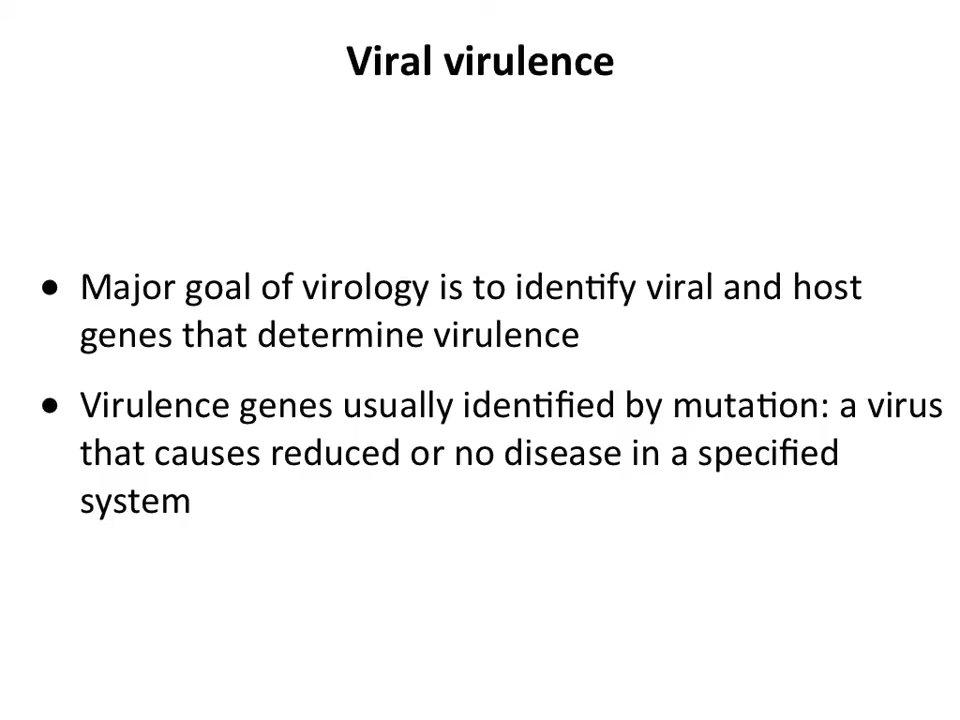 Viral virulence
• Major goal of virology is to identify viral and host
genes that determine virulence
• Virulence genes usually identified by mutation: a virus
that causes reduced or no disease in a specified
system